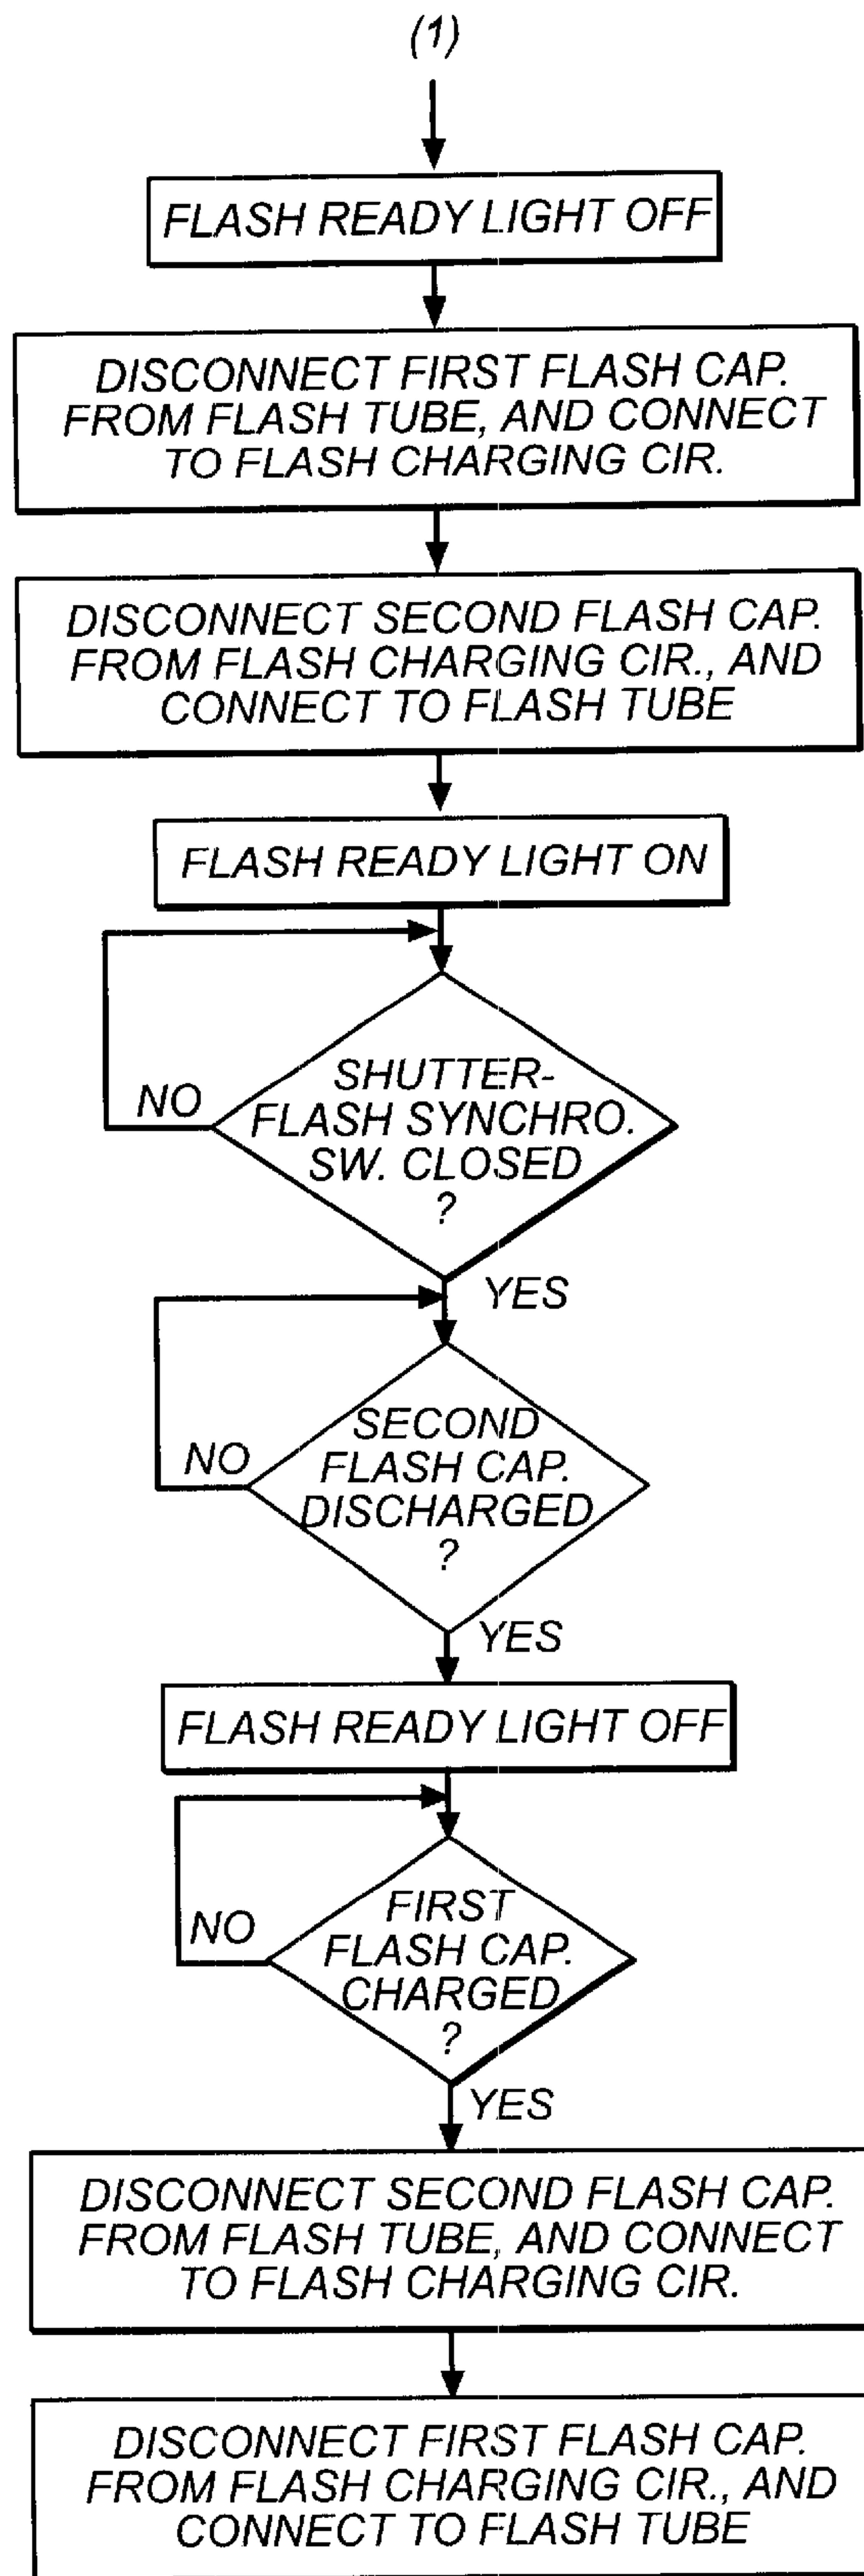 (1)
FLASH READY LIGHT OFF
DISCONNECT FIRST FLASH CAP.
FROM FLASH TUBE, AND CONNECT
TO FLASH CHARGING CIR.
DISCONNECT SECOND FLASH CAP.
FROM FLASH CHARGING CIR., AND
CONNECT TO FLASH TUBE
FLASH READY LIGHT ON
SHUTTER-
NO
FLASH SYNCHRO.
SW. CLOSED
?
YES
SECOND
NO
FLASH CAP.
DISCHARGED
?
YES
FLASH READY LIGHT OFF
FIRST
NO
FLASH CAP.
CHARGED
?
YES
DISCONNECT SECOND FLASH CAP.
FROM FLASH TUBE, AND CONNECT
TO FLASH CHARGING CIR.
DISCONNECT FIRST FLASH CAP.
FROM FLASH CHARGING CIR., AND
CONNECT TO FLASH TUBE